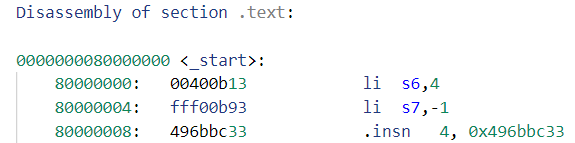 Disassembly of section .text:
0000000080000000 <_start>:
80000000: 00400b13 li s6,4
80000004: fff00b93 li s7,-1
80000008: 496bbc33 .insn 4, 0x496bbc33